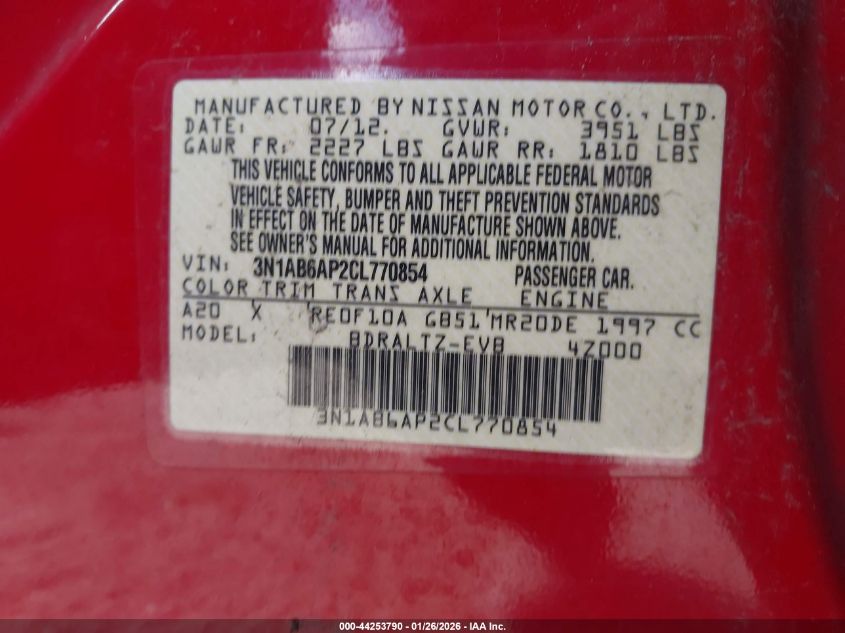 MANUFACTURED BY NISSAN MOTOR CO., LTD.
DATE: 07/12. GVWR: 3951 LBS
GAWR FR: 2227 LBS GAWR RR: 1810 LBS
THIS VEHICLE CONFORMS TO ALL APPLICABLE FEDERAL MOTOR
VEHICLE SAFETY, BUMPER AND THEFT PREVENTION STANDARDS
IN EFFECT ON THE DATE OF MANUFACTURE SHOWN ABOVE.
SEE OWNER'S MANUAL FOR ADDITIONAL INFORMATION.
VIN: 3N1AB6AP2CL770854 PASSENGER CAR.
COLOR TRIM TRANS AXLE ENGINE
A20 X RE0F10A GB51 MR20DE 1997 CC
MODEL: BDRALTZ-EVB 4Z000
3N1AB6AP2CL770854
000-44253790 - 01/26/2026 - IAA Inc.